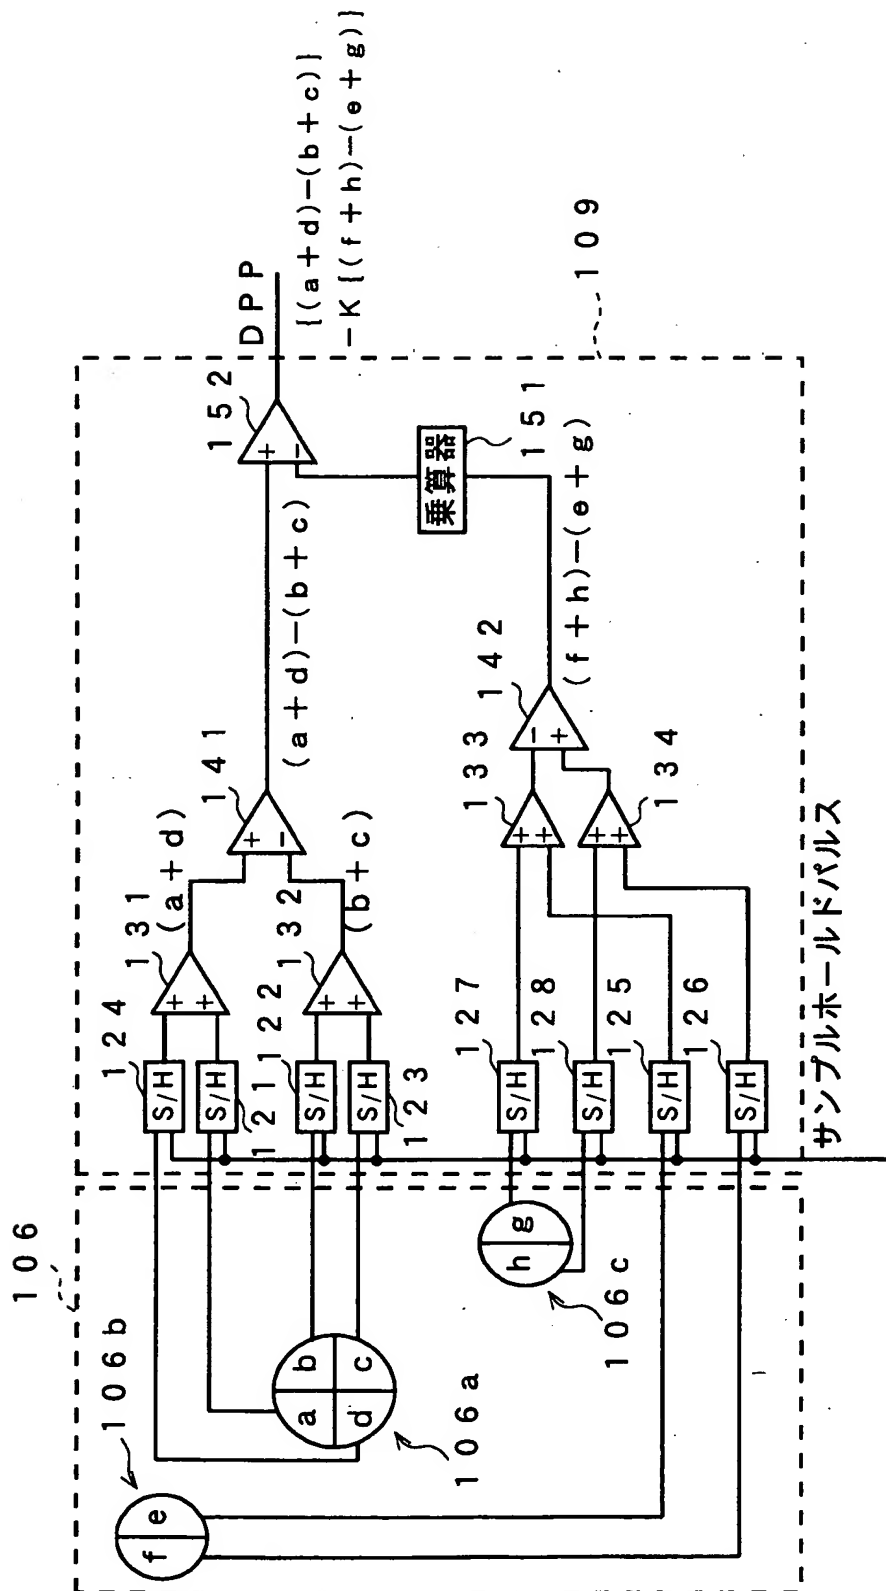 106
106b
f e
106a
a b
d c
106c
h g
124
S/H
121
S/H
122
S/H
123
S/H
127
S/H
128
S/H
125
S/H
126
S/H
サンプルホールドパルス
131
+ +
(a+d)
132
+ +
(b+c)
133
+ +
134
+ +
141
+ −
(a+d)−(b+c)
142
− +
(f+h)−(e+g)
乗算器
151
152
+ −
109
DPP
{(a+d)−(b+c)}
−K{(f+h)−(e+g)}